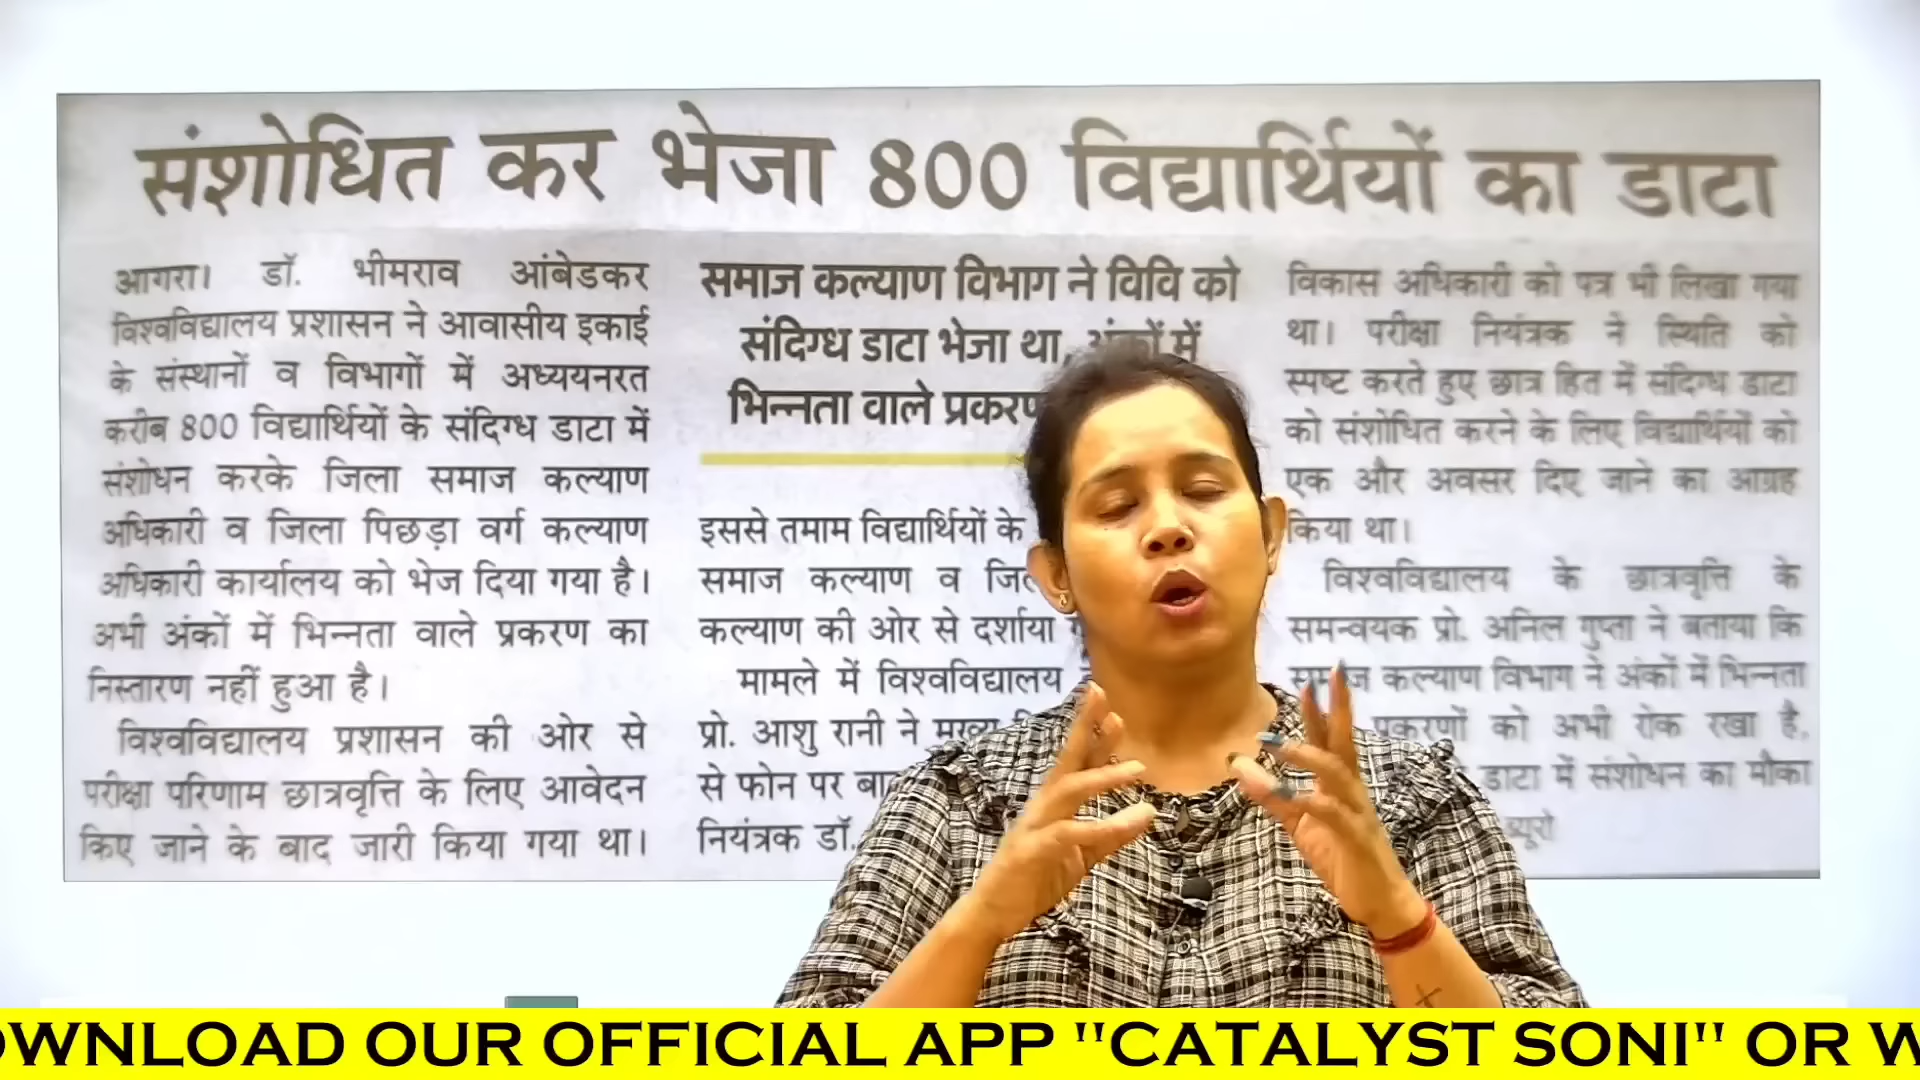 संशोधित कर भेजा 800 विद्यार्थियों का डाटा
आगरा। डॉ. भीमराव आंबेडकर
विश्वविद्यालय प्रशासन ने आवासीय इकाई
के संस्थानों व विभागों में अध्ययनरत
करीब 800 विद्यार्थियों के संदिग्ध डाटा में
संशोधन करके जिला समाज कल्याण
अधिकारी व जिला पिछड़ा वर्ग कल्याण
अधिकारी कार्यालय को भेज दिया गया है।
अभी अंकों में भिन्नता वाले प्रकरण का
निस्तारण नहीं हुआ है।
विश्वविद्यालय प्रशासन की ओर से
परीक्षा परिणाम छात्रवृत्ति के लिए आवेदन
किए जाने के बाद जारी किया गया था।
समाज कल्याण विभाग ने विवि को
संदिग्ध डाटा भेजा था, अंकों में
भिन्नता वाले
इससे तमाम विद्यार्थियों के
समाज कल्याण व
कल्याण की ओर से दर्शाया
मामले में विश्वविद्यालय
प्रो. आशु रानी ने
से फोन पर
नियंत्रक डॉ.
विकास अधिकारी को पत्र भी लिखा गया
था। परीक्षा नियंत्रक ने स्थिति को
स्पष्ट करते हुए छात्र हित में संदिग्ध डाटा
को संशोधित करने के लिए विद्यार्थियों को
एक और अवसर दिए जाने का आग्रह
किया था।
विश्वविद्यालय के छात्रवृत्ति के
समन्वयक प्रो. अनिल गुप्ता ने बताया कि
समाज कल्याण विभाग ने अंकों में भिन्नता
प्रकरणों को अभी रोक रखा है,
डाटा में संशोधन का मौका
ब्यूरो
OWNLOAD OUR OFFICIAL APP "CATALYST SONI" OR W